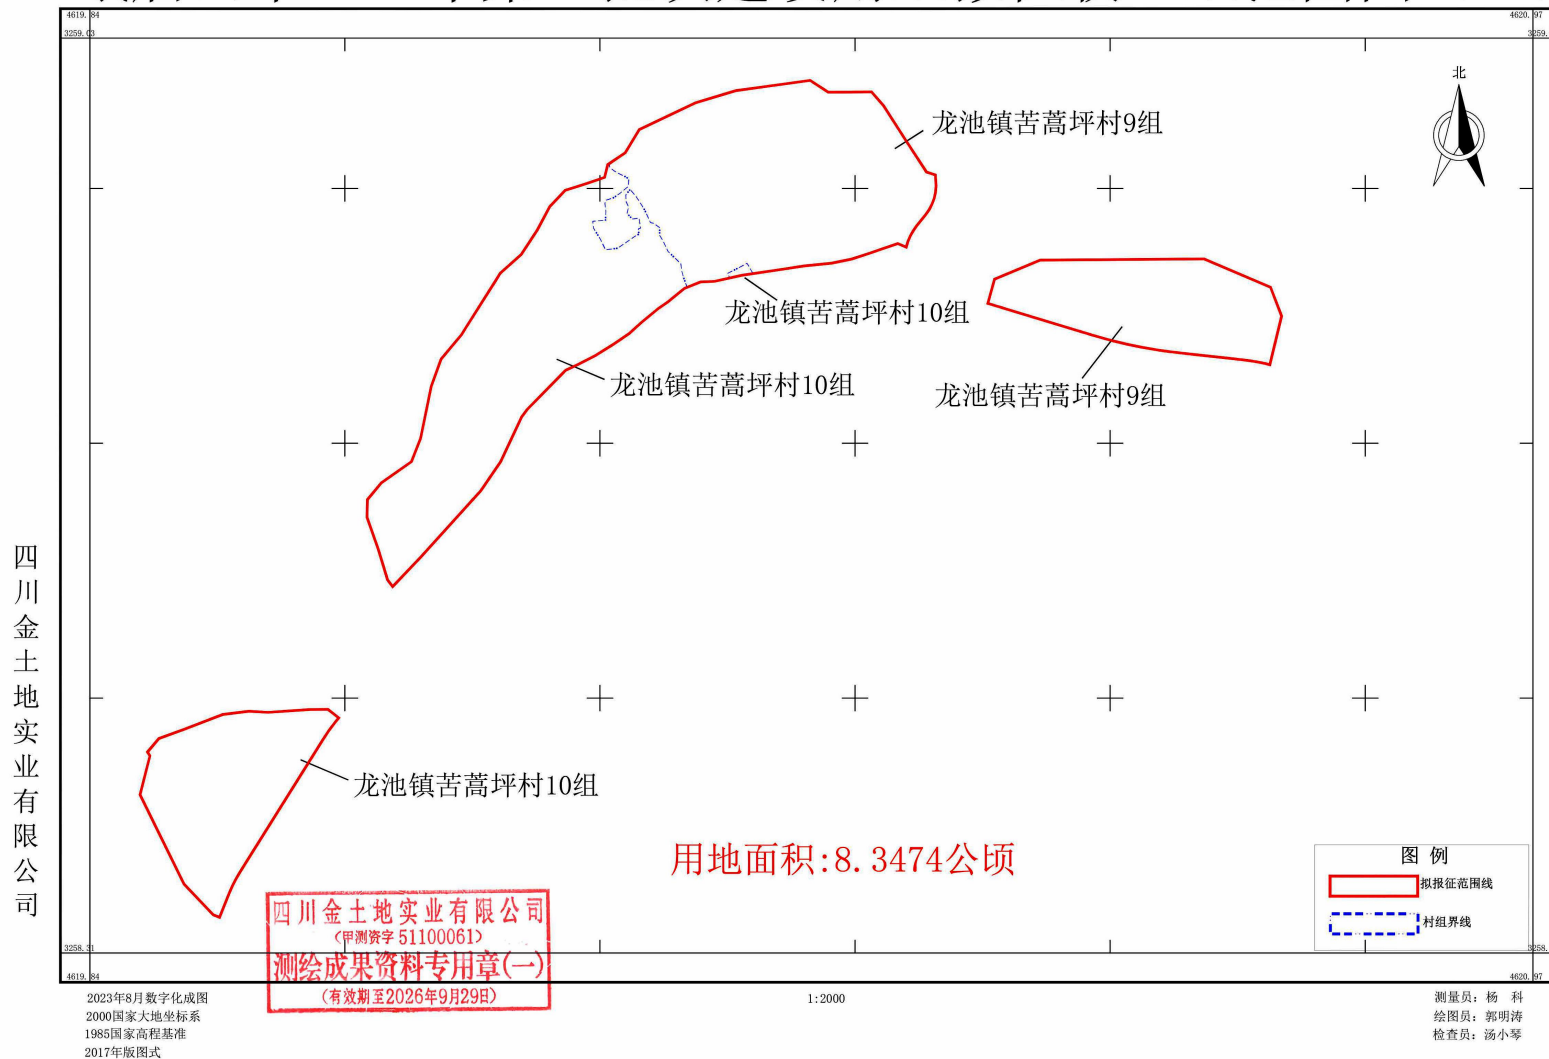 4619.84
4620.97
3259.03
3259.
北
龙池镇苦蒿坪村9组
龙池镇苦蒿坪村10组
龙池镇苦蒿坪村10组
龙池镇苦蒿坪村9组
四川金土地实业有限公司
龙池镇苦蒿坪村10组
用地面积:8.3474公顷
图 例
拟报征范围线
村组界线
四川金土地实业有限公司
(甲测资字 51100061)
测绘成果资料专用章(一)
(有效期至2026年9月29日)
3258.31
3258.
4619.84
4620.97
2023年8月数字化成图
2000国家大地坐标系
1985国家高程基准
2017年版图式
1:2000
测量员: 杨 科
绘图员: 郭明涛
检查员: 汤小琴